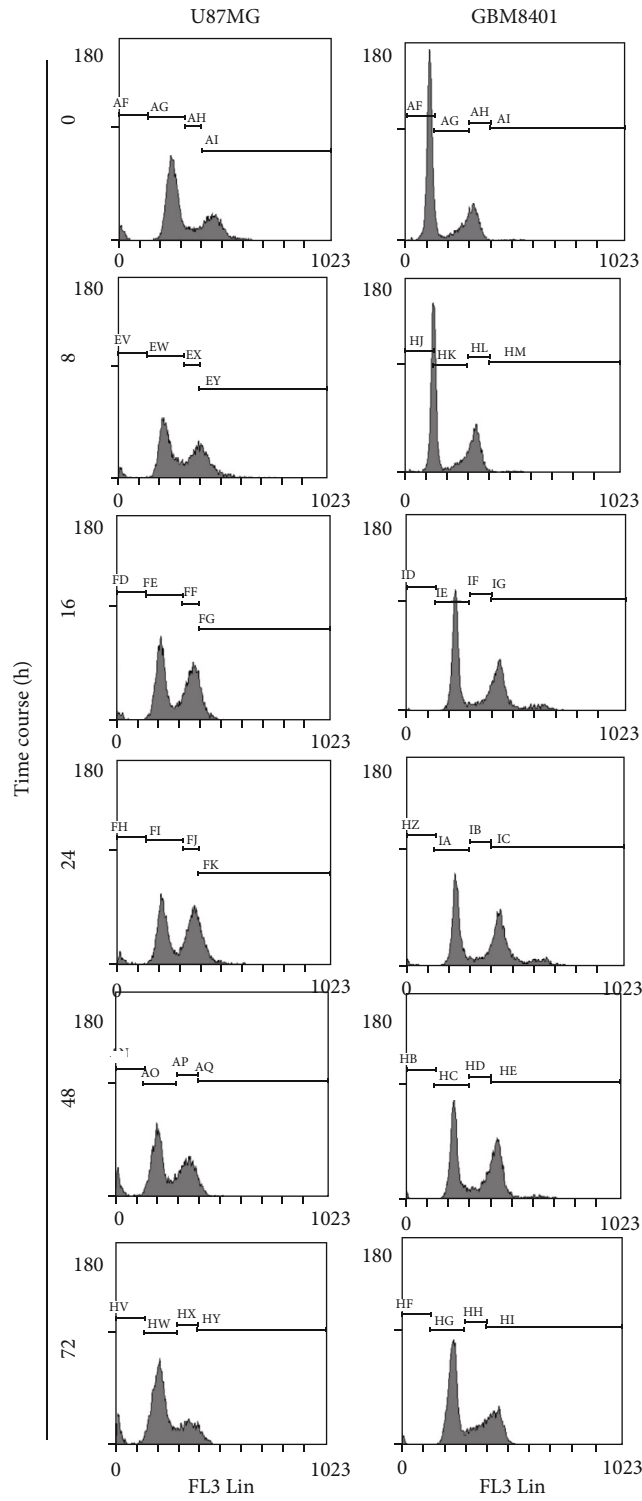 U87MG GBM8401
180 180
0
AF AG AH AI
AF AG AH AI
0 1023 0 1023
180 180
8
EV EW EX EY
HJ HK HL HM
0 1023 0 1023
180 180
16
FD FE FF FG
ID IE IF IG
0 1023 0 1023
180 180
24
FH FI FJ FK
HZ IA IB IC
0 1023 0 1023
180 180
48
AO AP AQ
HB HC HD HE
0 1023 0 1023
180 180
72
HV HW HX HY
HF HG HH HI
0 1023 0 1023
FL3 Lin FL3 Lin
Time course (h)